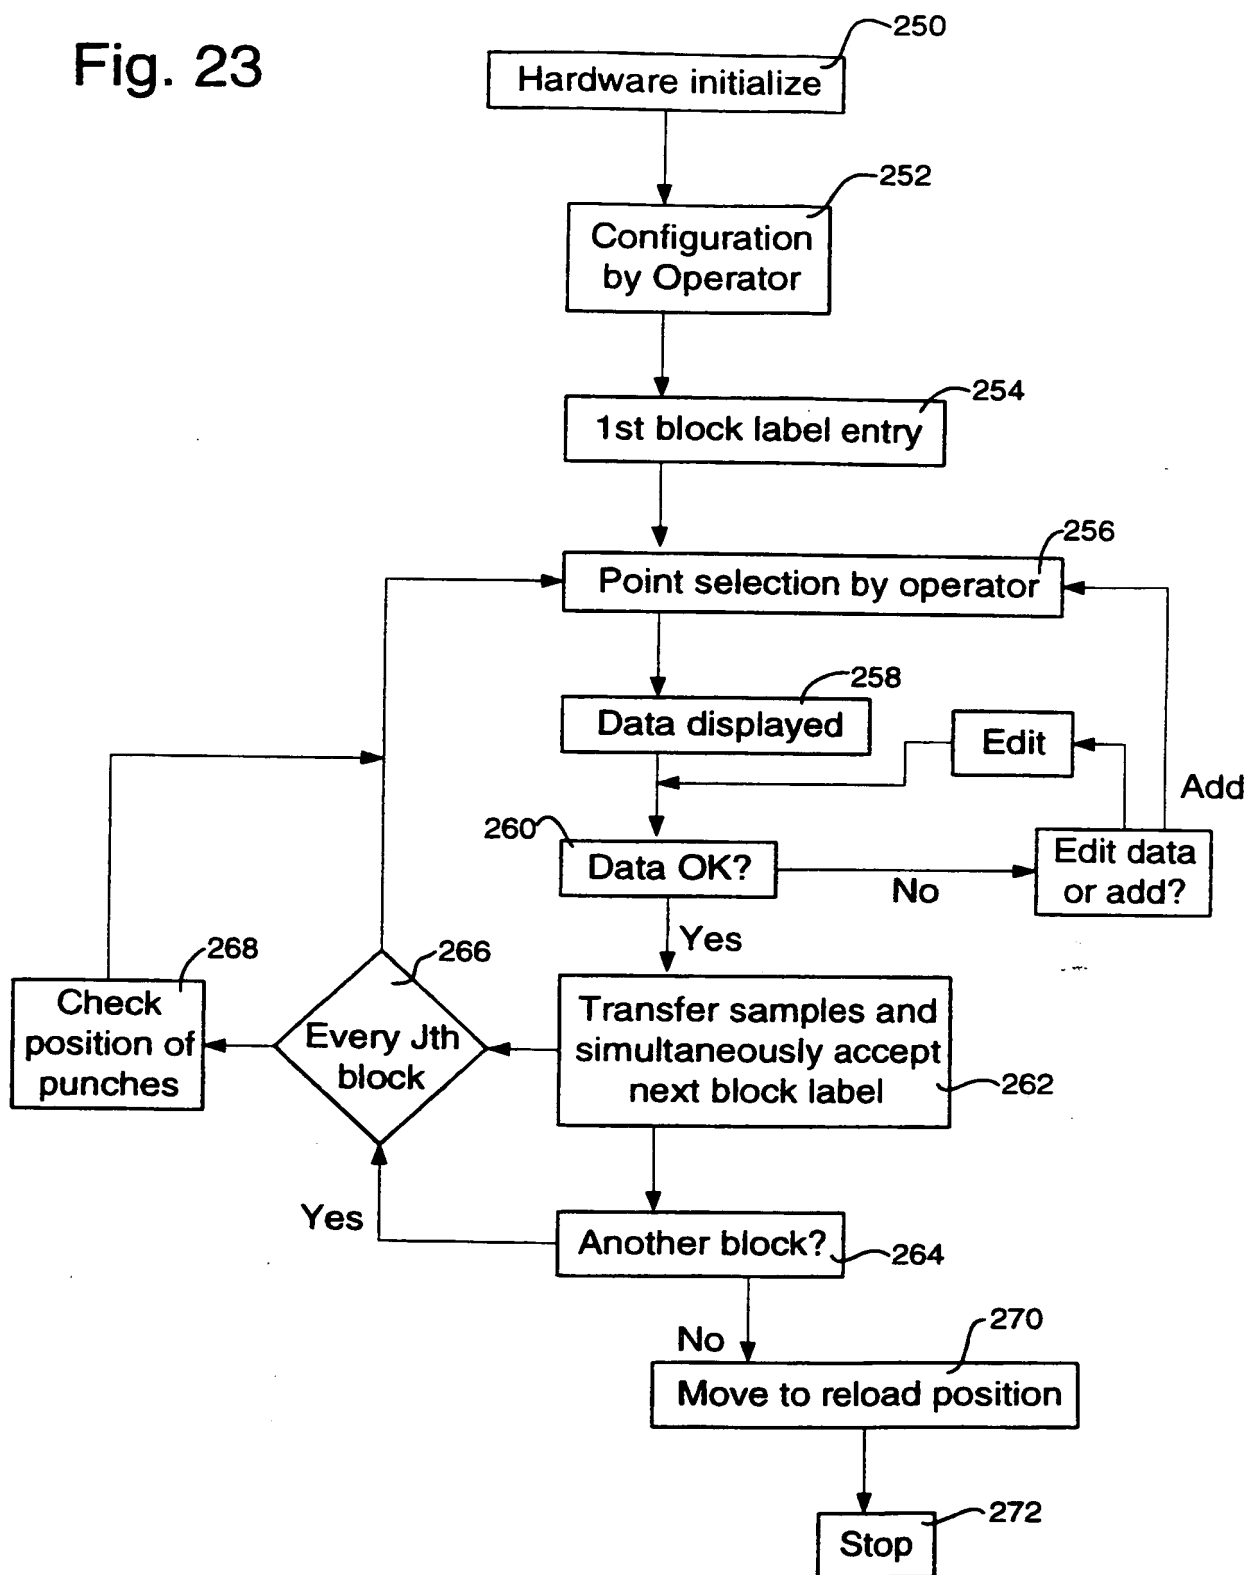 Fig. 23
250
Hardware initialize
252
Configuration
by Operator
254
1st block label entry
256
Point selection by operator
258
Data displayed
Edit
Add
260
Data OK?
No
Edit data
or add?
Yes
268
266
Check
position of
punches
Every Jth
block
Transfer samples and
simultaneously accept
next block label
262
Yes
Another block?
264
No
270
Move to reload position
272
Stop